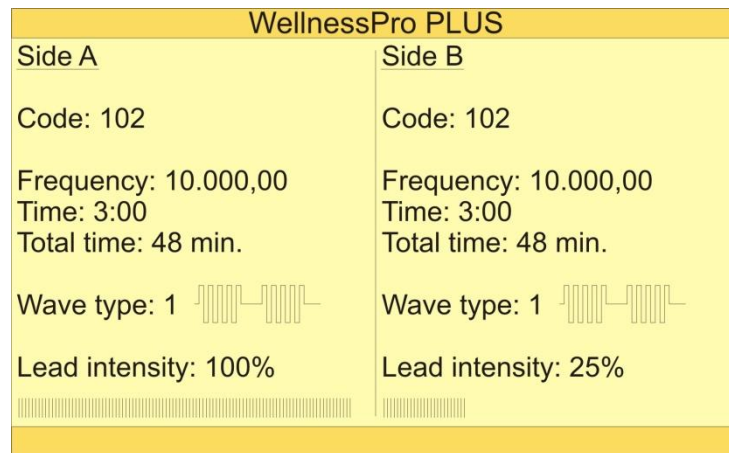 WellnessPro PLUS
Side A
Code: 102
Frequency: 10.000,00
Time: 3:00
Total time: 48 min.
Wave type: 1
Lead intensity: 100%
Side B
Code: 102
Frequency: 10.000,00
Time: 3:00
Total time: 48 min.
Wave type: 1
Lead intensity: 25%